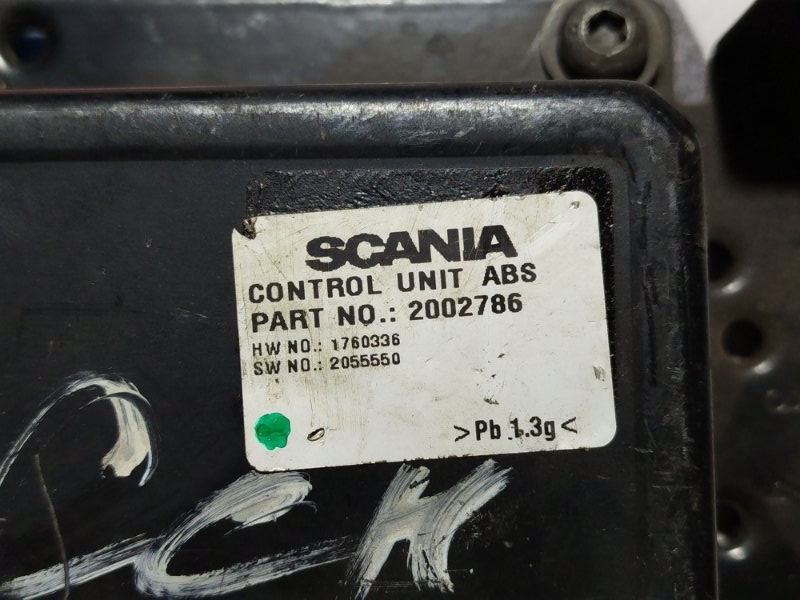 SCANIA
CONTROL UNIT ABS
PART NO.: 2002786
HW NO.: 1760336
SW NO.: 2055550
>Pb 1.3g<